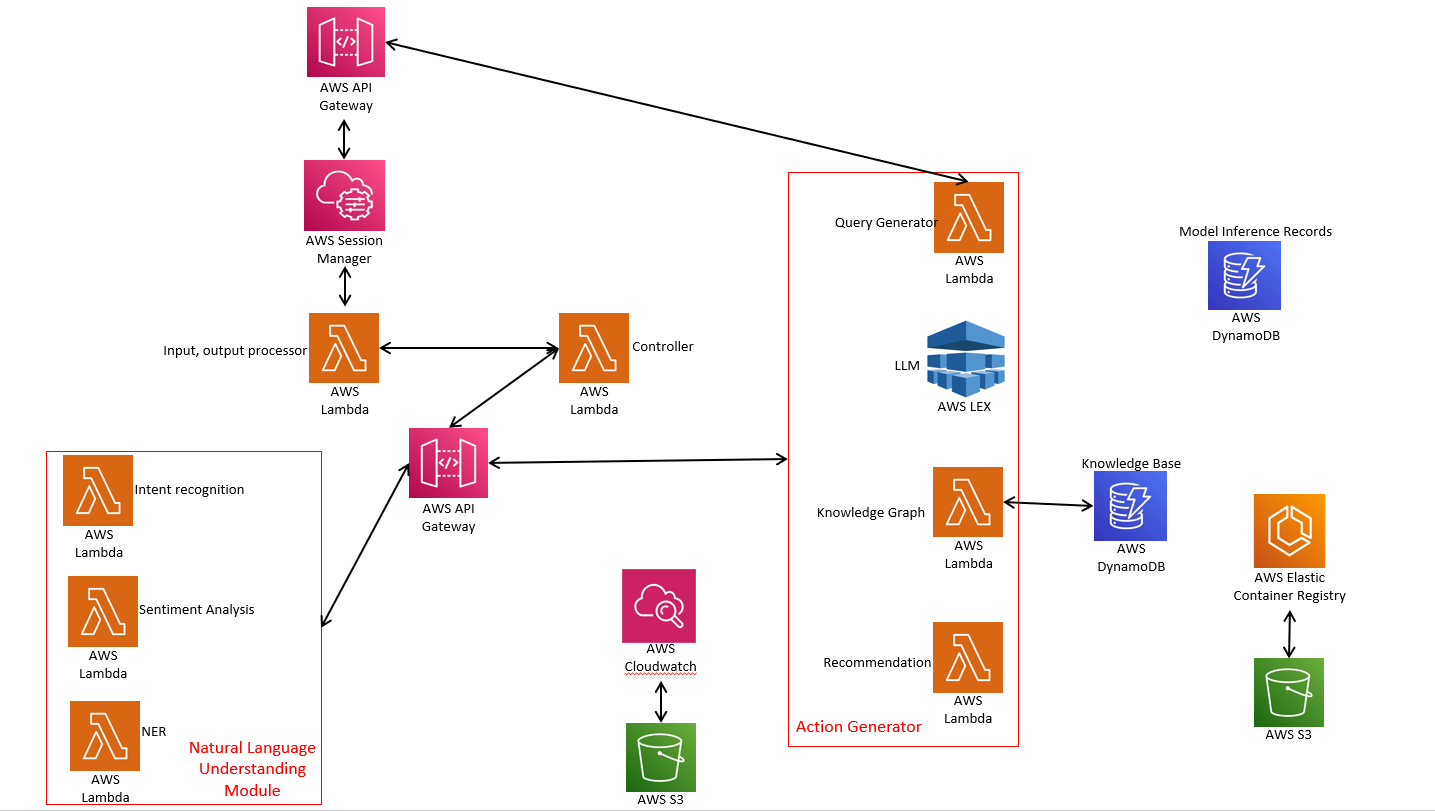 AWS API
Gateway
AWS Session
Manager
Input, output processor
AWS
Lambda
Controller
AWS
Lambda
AWS API
Gateway
Intent recognition
AWS
Lambda
Sentiment Analysis
AWS
Lambda
NER
AWS
Lambda
Natural Language
Understanding
Module
AWS
Cloudwatch
AWS S3
Query Generator
AWS
Lambda
LLM
AWS LEX
Knowledge Graph
AWS
Lambda
Recommendation
AWS
Lambda
Action Generator
Model Inference Records
AWS
DynamoDB
Knowledge Base
AWS
DynamoDB
AWS Elastic
Container Registry
AWS S3